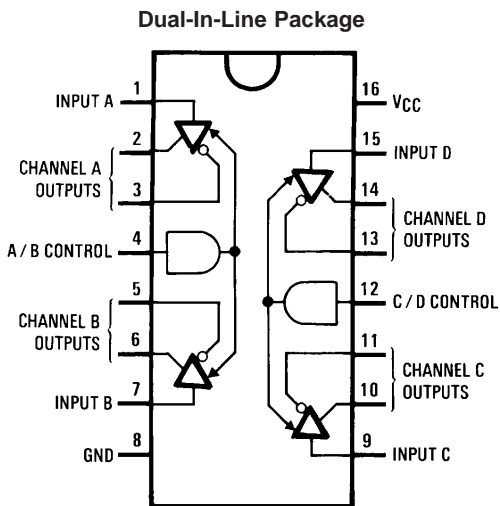 Dual-In-Line Package
1
INPUT A
2
CHANNEL A
OUTPUTS
3
4
A / B CONTROL
5
CHANNEL B
OUTPUTS
6
7
INPUT B
8
GND
16
VCC
15
INPUT D
14
CHANNEL D
OUTPUTS
13
12
C / D CONTROL
11
CHANNEL C
OUTPUTS
10
9
INPUT C